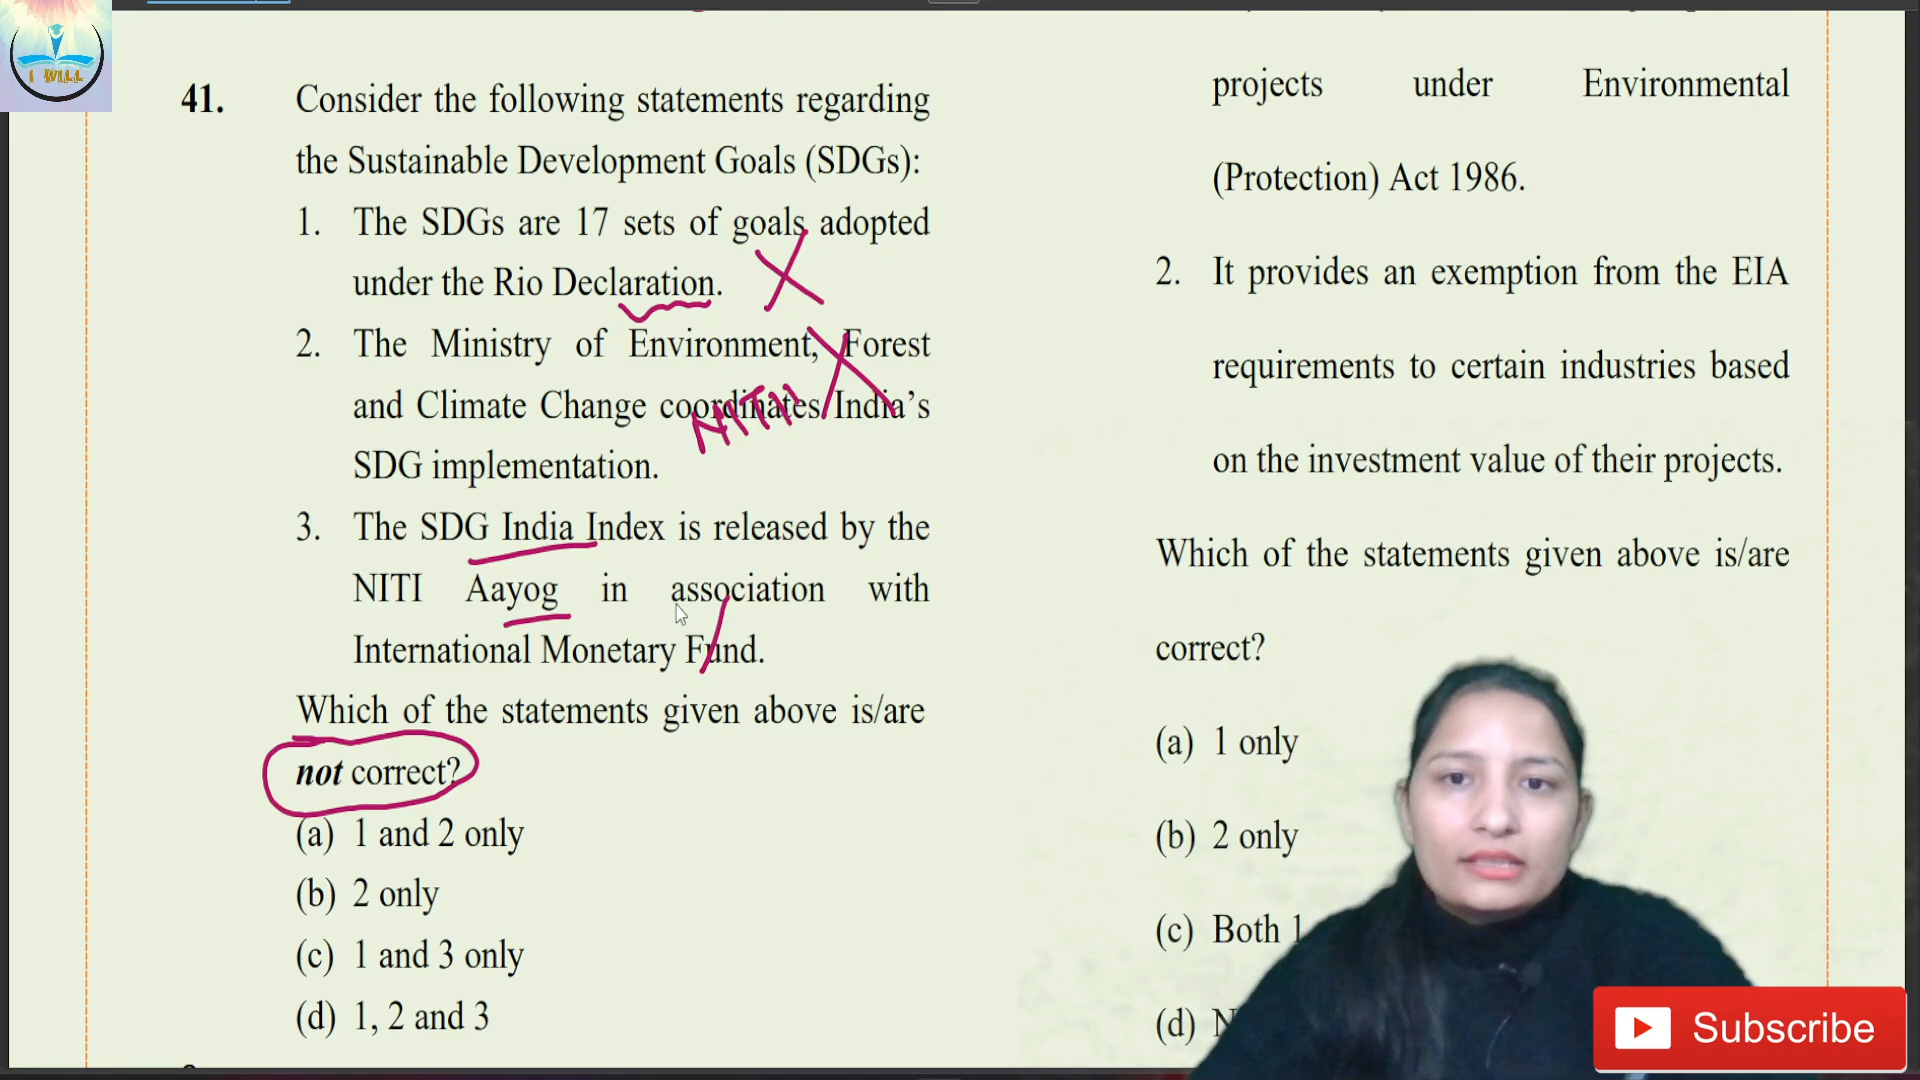 I WILL
41. Consider the following statements regarding
the Sustainable Development Goals (SDGs):
1. The SDGs are 17 sets of goals adopted
under the Rio Declaration.
2. The Ministry of Environment, Forest
and Climate Change coordinates India's
NITI
SDG implementation.
3. The SDG India Index is released by the
NITI Aayog in association with
International Monetary Fund.
Which of the statements given above is/are
not correct?
(a) 1 and 2 only
(b) 2 only
(c) 1 and 3 only
(d) 1, 2 and 3
projects under Environmental
(Protection) Act 1986.
2. It provides an exemption from the EIA
requirements to certain industries based
on the investment value of their projects.
Which of the statements given above is/are
correct?
(a) 1 only
(b) 2 only
(c) Both 1
(d)
Subscribe